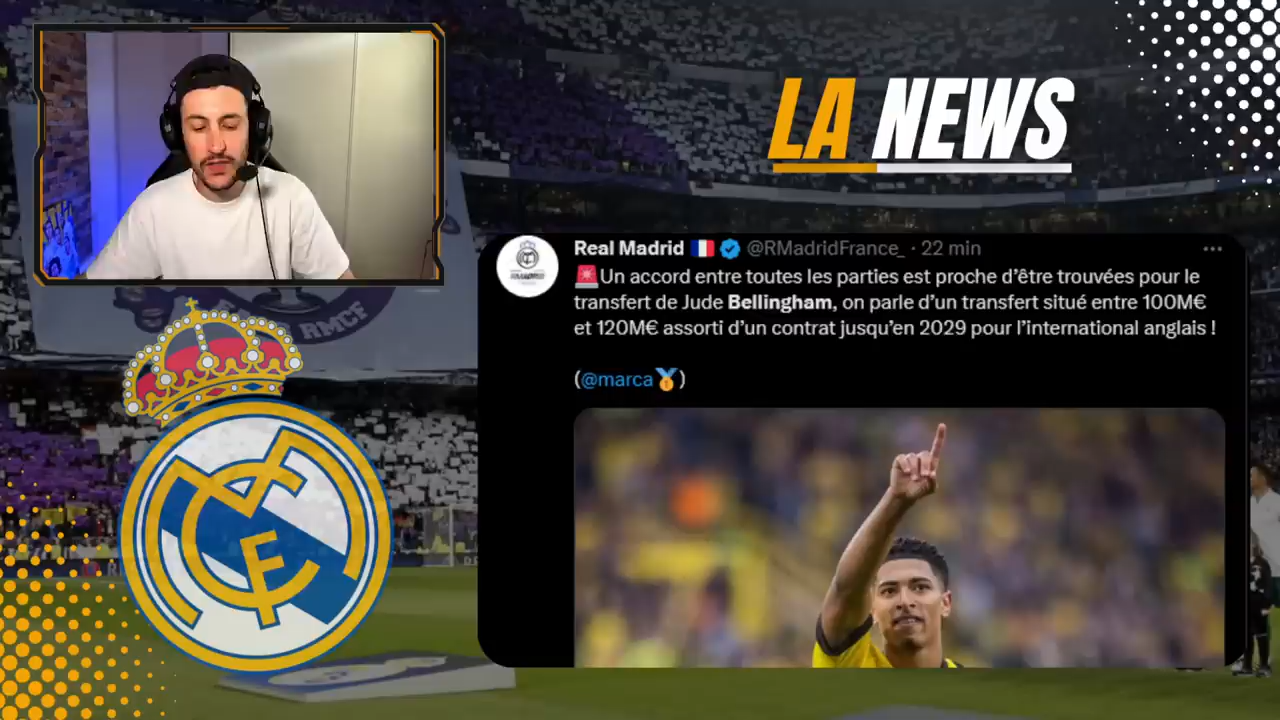 LA NEWS
Real Madrid 🇫🇷 @RMadridFrance_ · 22 min
🚨Un accord entre toutes les parties est proche d’être trouvées pour le
transfert de Jude Bellingham, on parle d’un transfert situé entre 100M€
et 120M€ assorti d’un contrat jusqu’en 2029 pour l’international anglais !
(@marca🥇)
RMCF